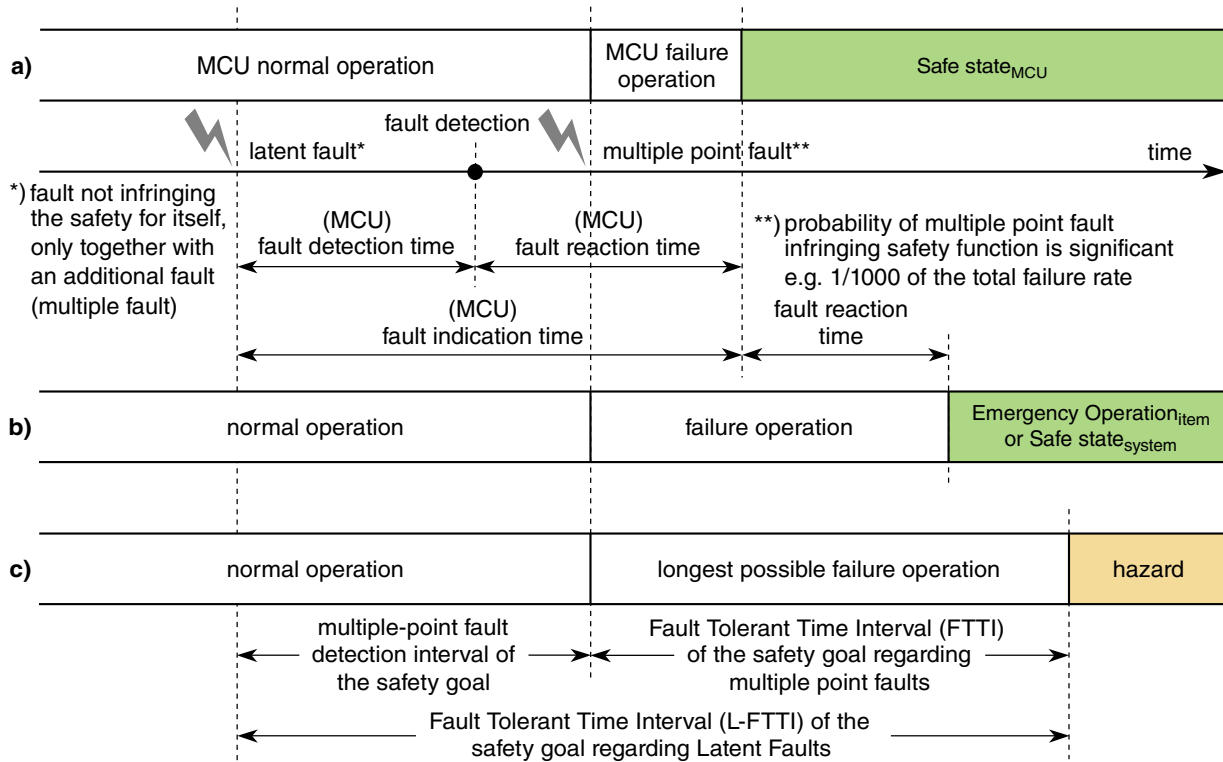 a)
MCU normal operation
MCU failure
operation
Safe stateMCU
fault detection
latent fault*
multiple point fault**
time
*) fault not infringing
the safety for itself,
only together with
an additional fault
(multiple fault)
(MCU)
fault detection time
(MCU)
fault reaction time
**) probability of multiple point fault
infringing safety function is significant
e.g. 1/1000 of the total failure rate
(MCU)
fault indication time
fault reaction
time
b)
normal operation
failure operation
Emergency Operationitem
or Safe statesystem
c)
normal operation
longest possible failure operation
hazard
multiple-point fault
detection interval of
the safety goal
Fault Tolerant Time Interval (FTTI)
of the safety goal regarding
multiple point faults
Fault Tolerant Time Interval (L-FTTI) of the
safety goal regarding Latent Faults